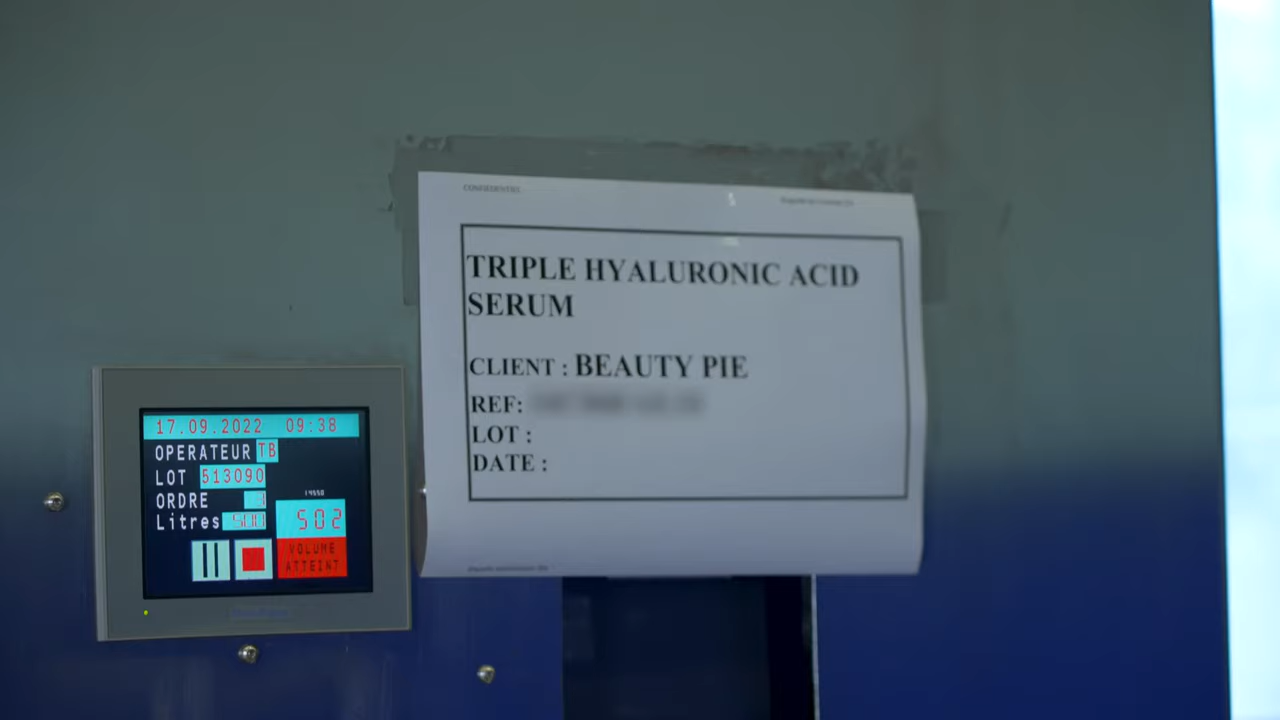 TRIPLE HYALURONIC ACID
SERUM
CLIENT : BEAUTY PIE
REF:
LOT :
DATE :
17.09.2022 09:38
OPERATEUR TB
LOT 513090
ORDRE
Litres 500
502
VOLUME
ATTEINT